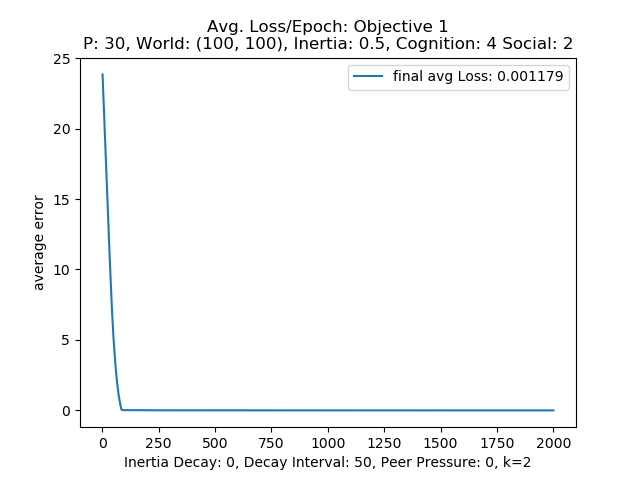 Avg. Loss/Epoch: Objective 1
P: 30, World: (100, 100), Inertia: 0.5, Cognition: 4 Social: 2
final avg Loss: 0.001179
25
20
15
10
5
0
average error
0 250 500 750 1000 1250 1500 1750 2000
Inertia Decay: 0, Decay Interval: 50, Peer Pressure: 0, k=2